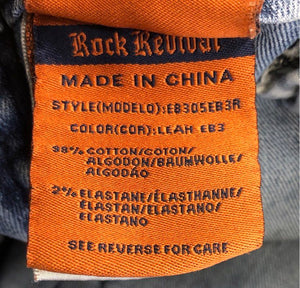 Rock Revival
MADE IN CHINA
STYLE(MODELO):EB305EB3R
COLOR(COR):LEAH-EB3
98% COTTON/COTON/
ALGODON/BAUMWOLLE/
ALGODÃO
2% ELASTANE/ÉLASTHANNE/
ELASTAN/ELASTANO/
ELASTANO
SEE REVERSE FOR CARE